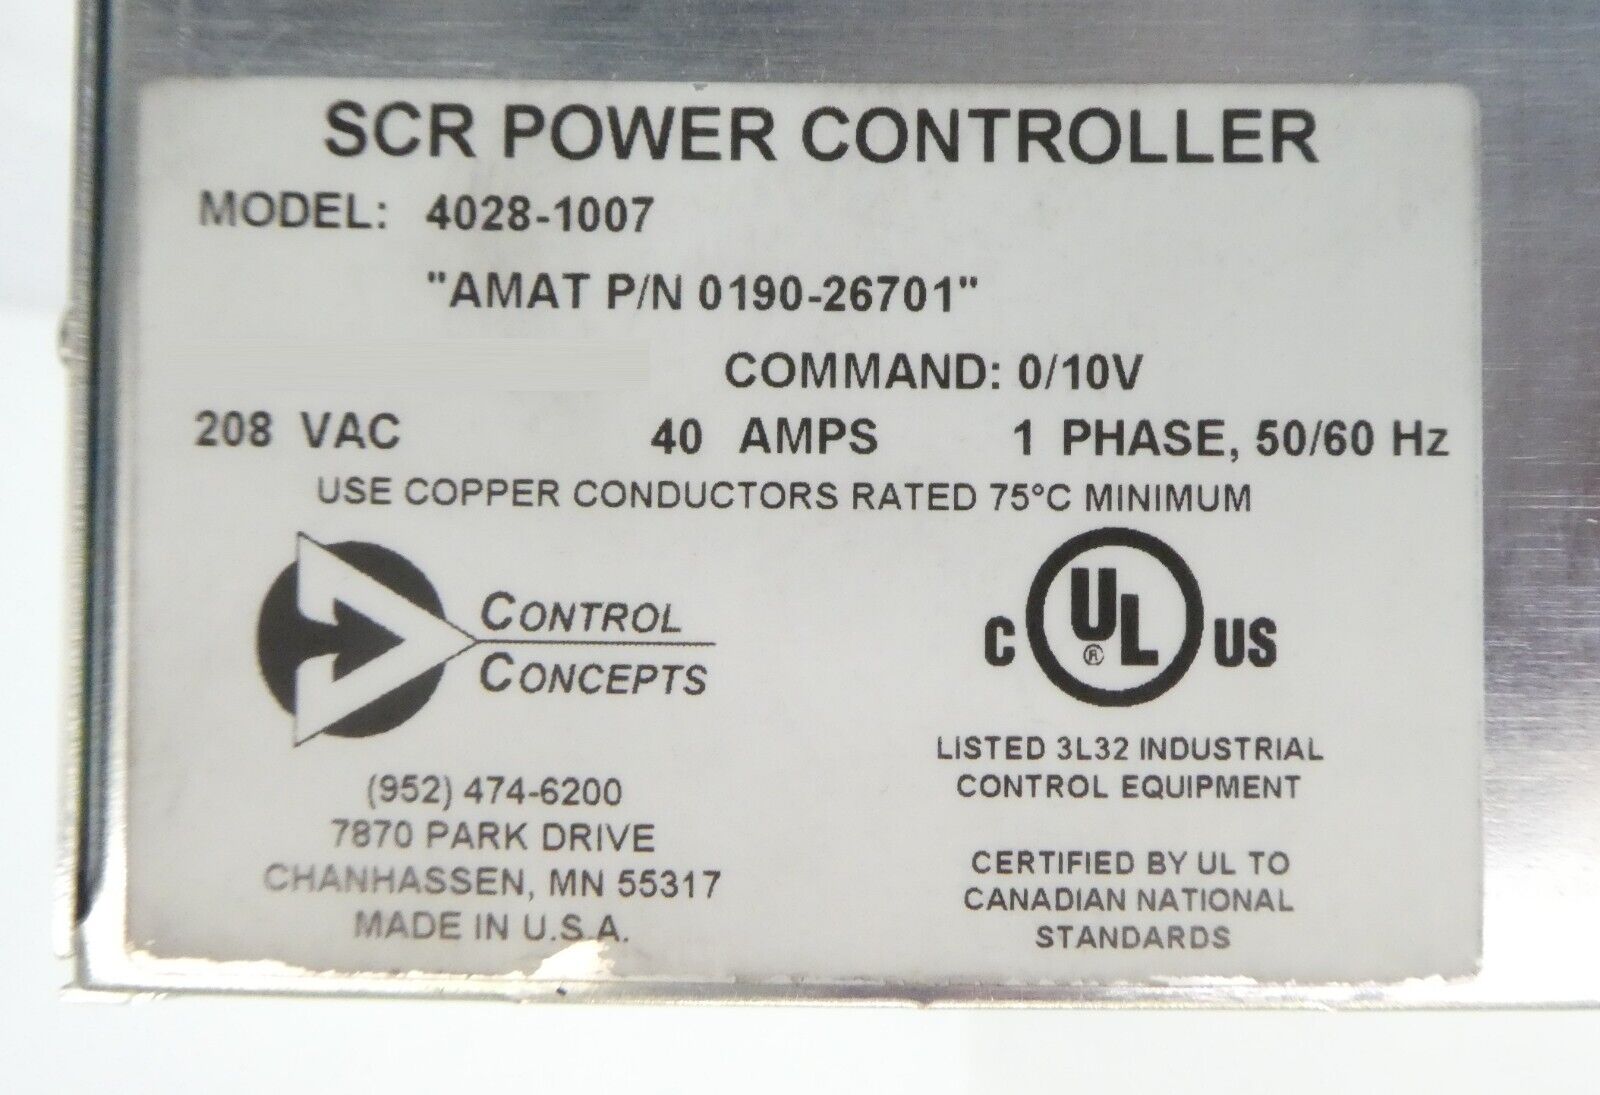 SCR POWER CONTROLLER
MODEL: 4028-1007
"AMAT P/N 0190-26701"
COMMAND: 0/10V
208 VAC 40 AMPS 1 PHASE, 50/60 Hz
USE COPPER CONDUCTORS RATED 75°C MINIMUM
CONTROL
CONCEPTS
(952) 474-6200
7870 PARK DRIVE
CHANHASSEN, MN 55317
MADE IN U.S.A.
C UL ® US
LISTED 3L32 INDUSTRIAL
CONTROL EQUIPMENT
CERTIFIED BY UL TO
CANADIAN NATIONAL
STANDARDS